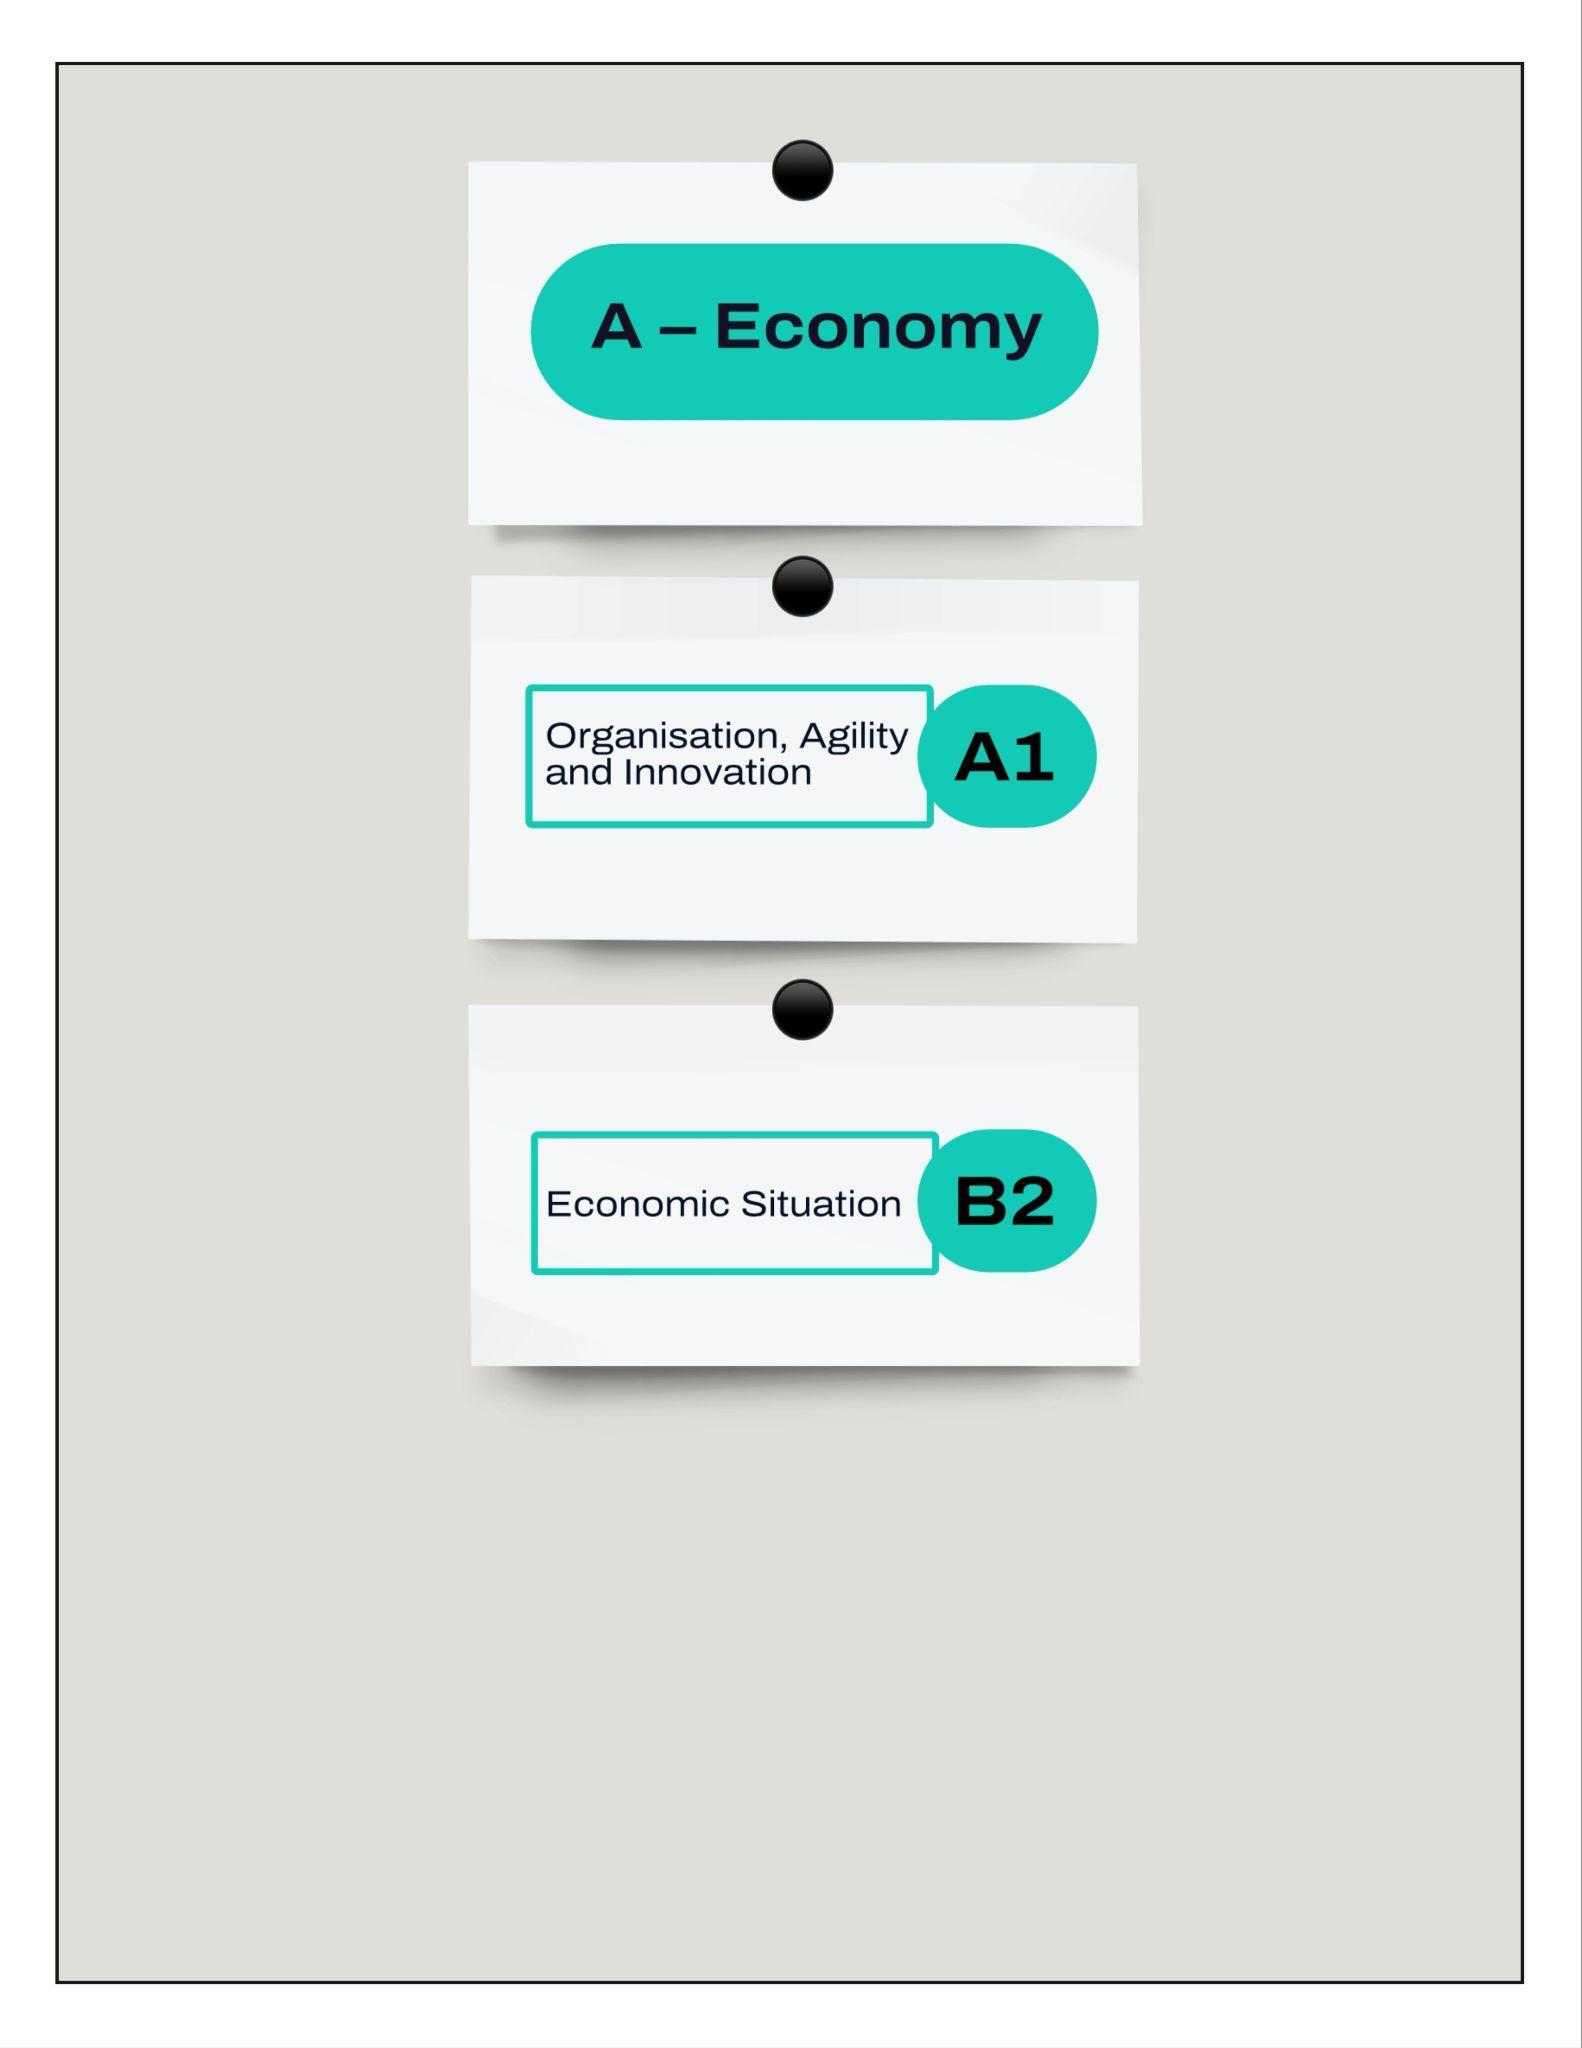 A – Economy
Organisation, Agility
and Innovation
A1
Economic Situation
B2